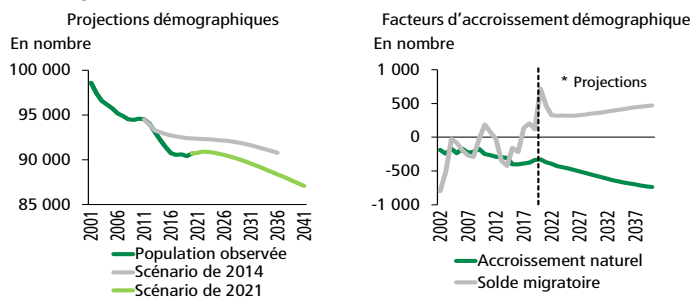 Projections démographiques
En nombre
100 000
95 000
90 000
85 000
2001
2006
2011
2016
2021
2026
2031
2036
2041
Population observée
Scénario de 2014
Scénario de 2021
Facteurs d'accroissement démographique
En nombre
1 000
500
0
-500
-1 000
* Projections
2002
2007
2012
2017
2022
2027
2032
2037
Accroissement naturel
Solde migratoire